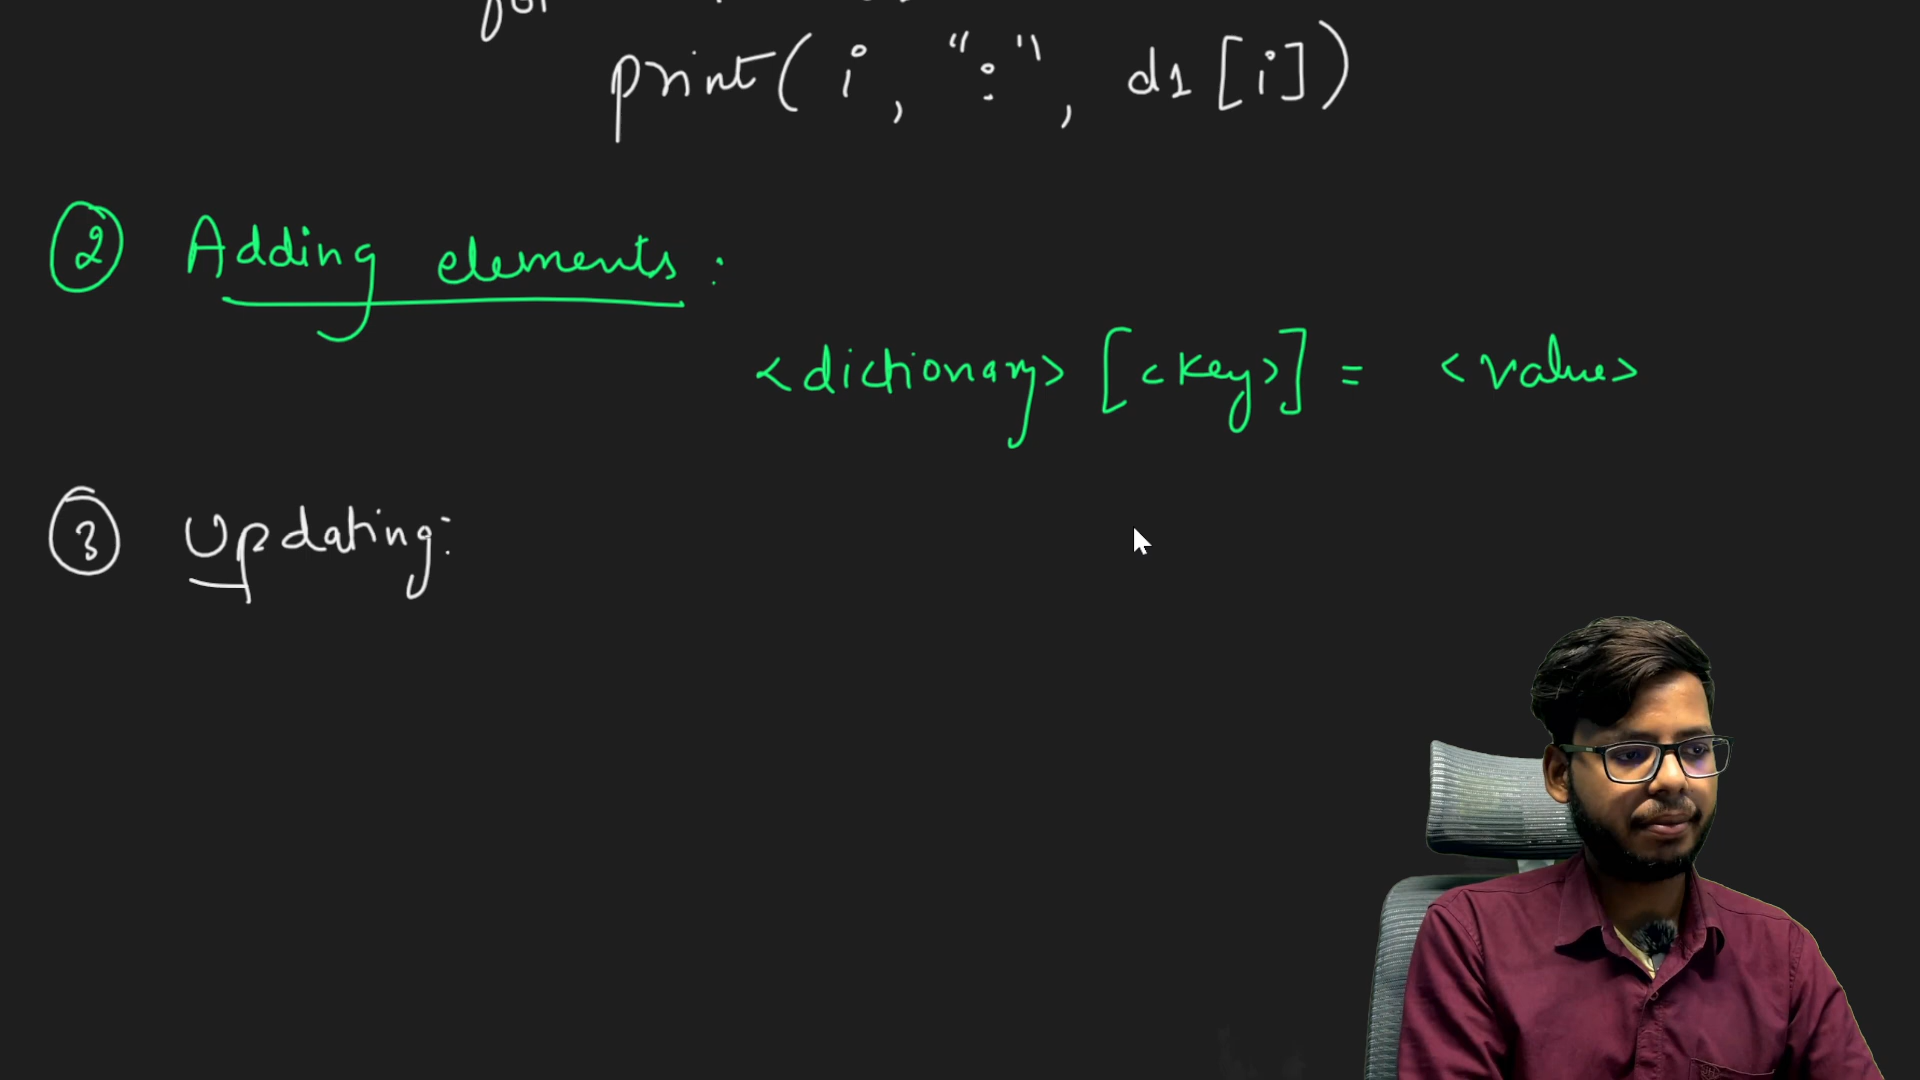 print( i , ":" , d1 [i])
② Adding elements :
<dictionary> [<key>] = <value>
③ Updating: